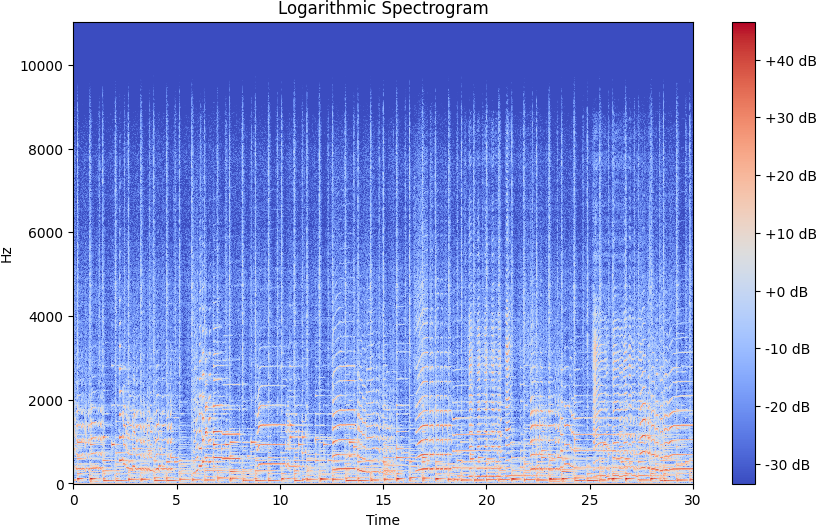 Logarithmic Spectrogram
Hz
10000
8000
6000
4000
2000
0
0 5 10 15 20 25 30
Time
+40 dB
+30 dB
+20 dB
+10 dB
+0 dB
-10 dB
-20 dB
-30 dB